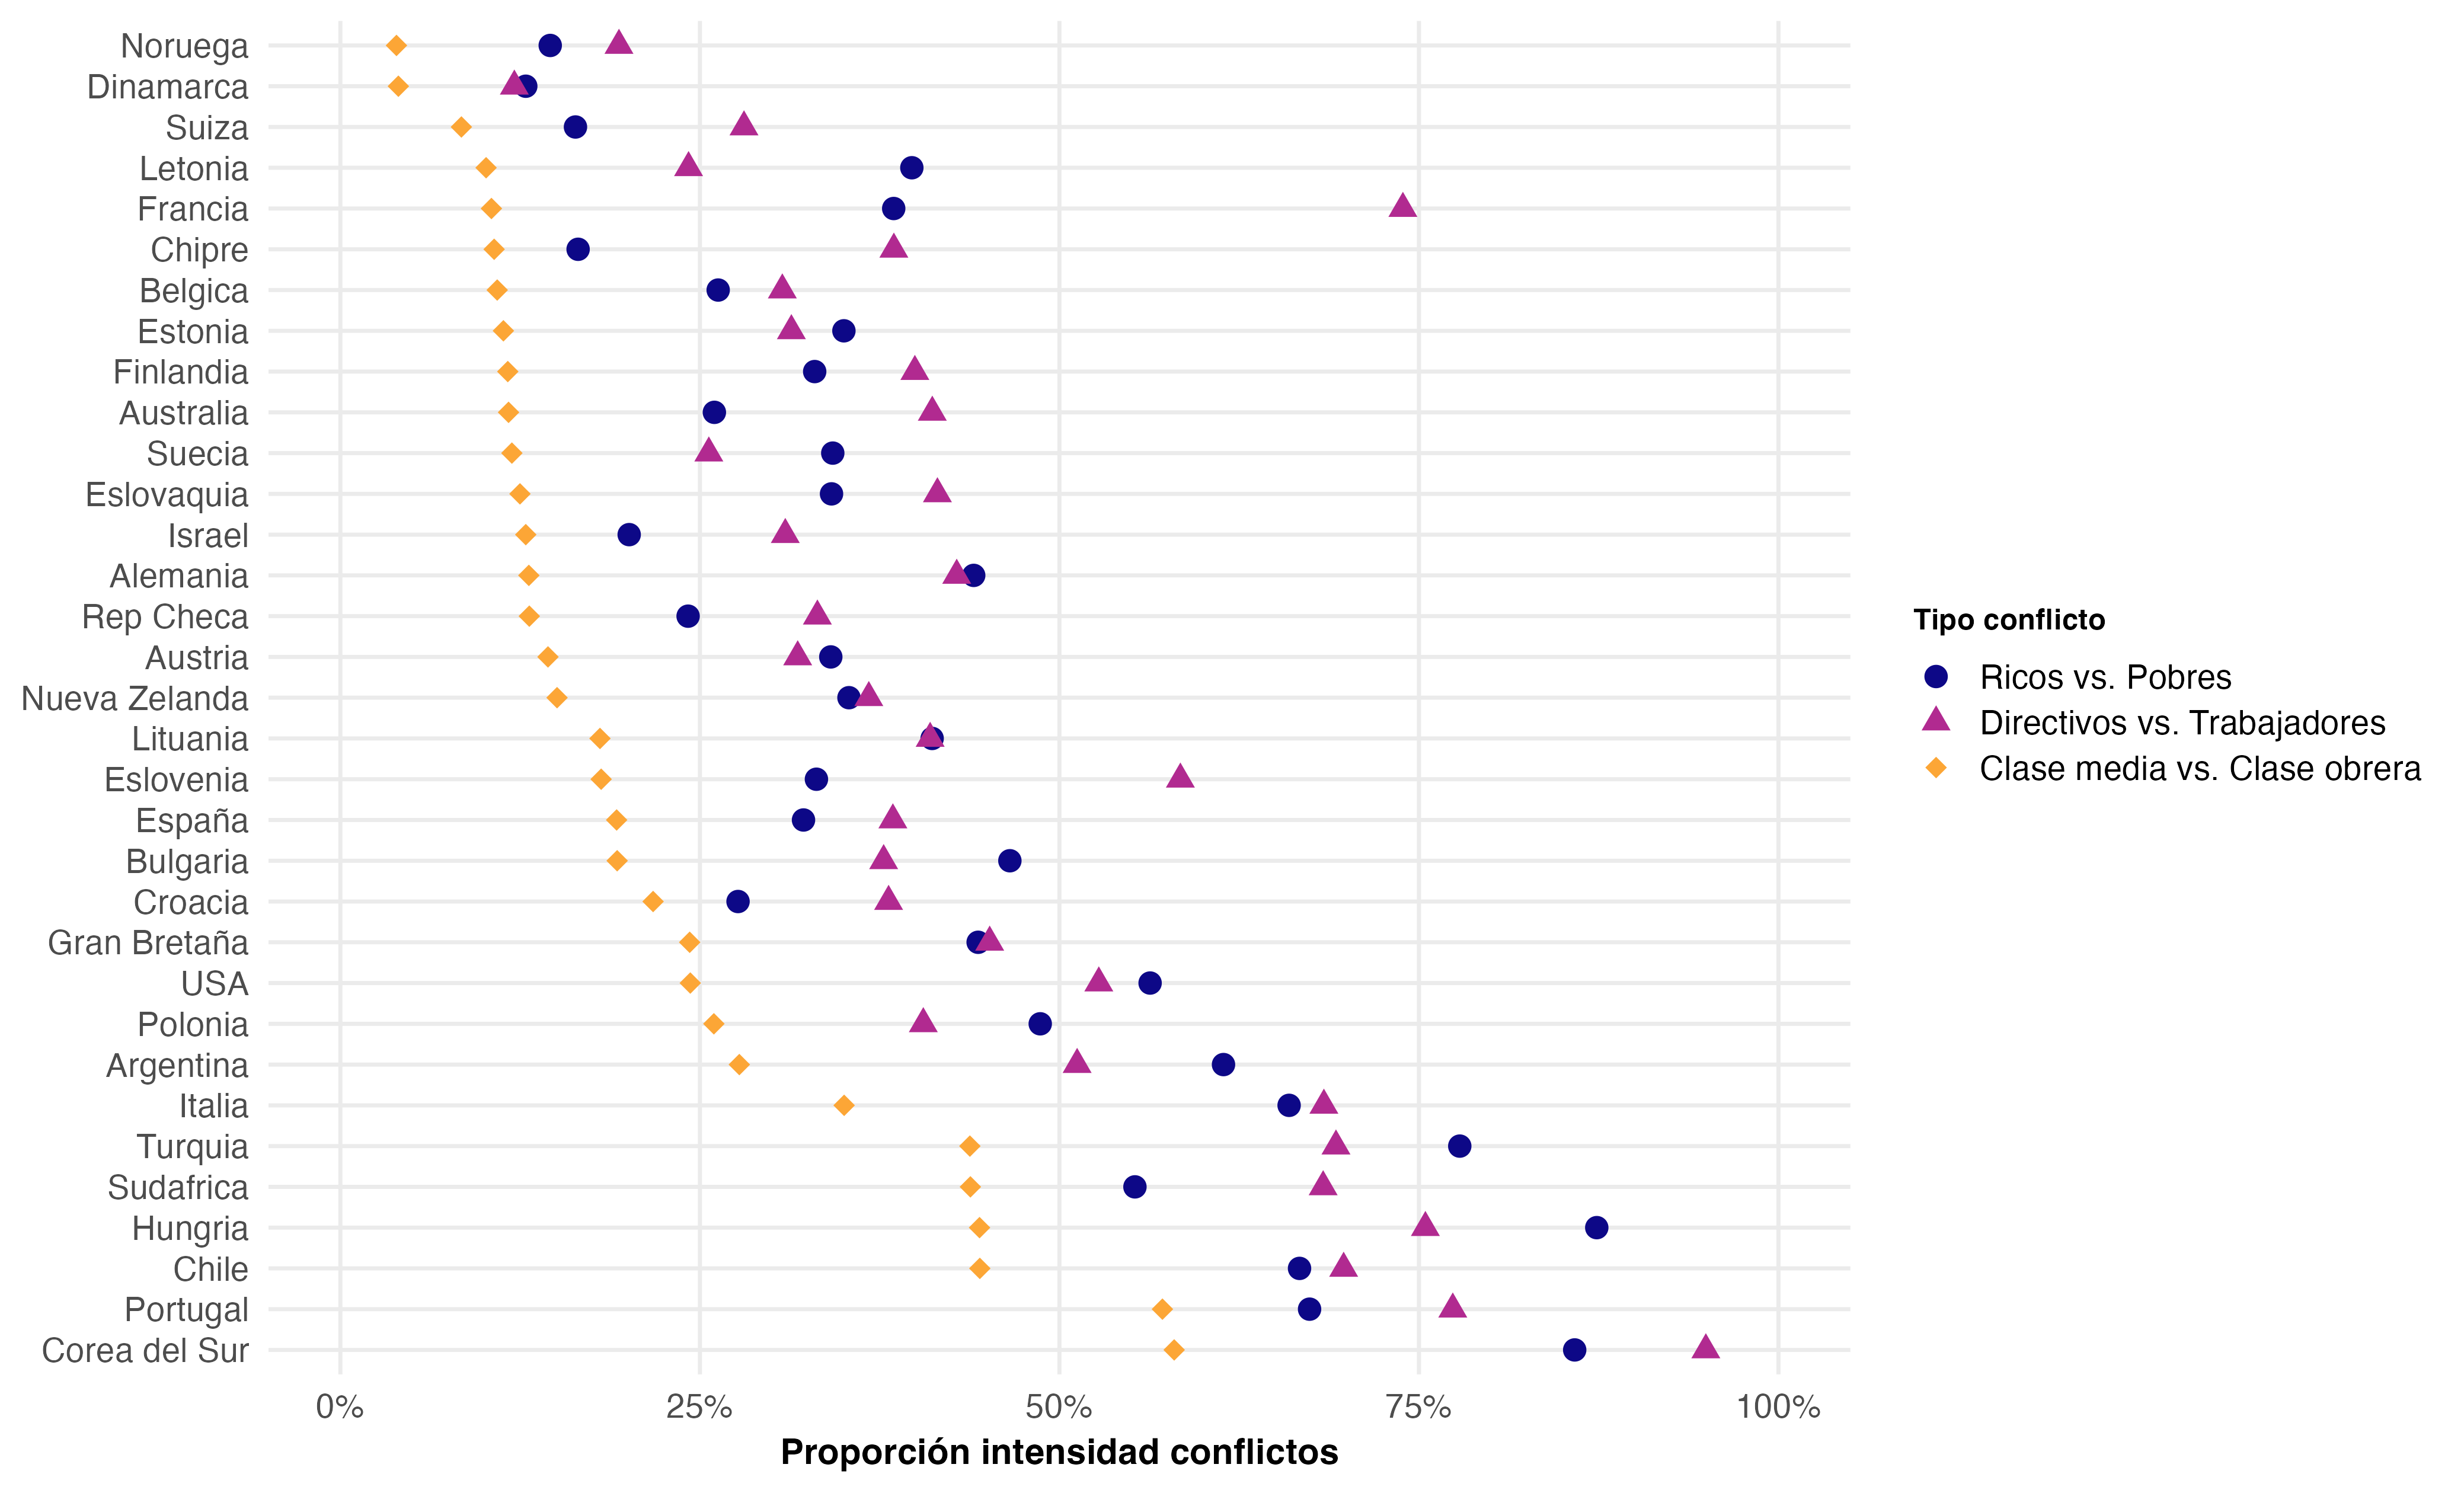 Noruega
Dinamarca
Suiza
Letonia
Francia
Chipre
Belgica
Estonia
Finlandia
Australia
Suecia
Eslovaquia
Israel
Alemania
Rep Checa
Austria
Nueva Zelanda
Lituania
Eslovenia
España
Bulgaria
Croacia
Gran Bretaña
USA
Polonia
Argentina
Italia
Turquia
Sudafrica
Hungria
Chile
Portugal
Corea del Sur
0% 25% 50% 75% 100%
Proporción intensidad conflictos
Tipo conflicto
Ricos vs. Pobres
Directivos vs. Trabajadores
Clase media vs. Clase obrera